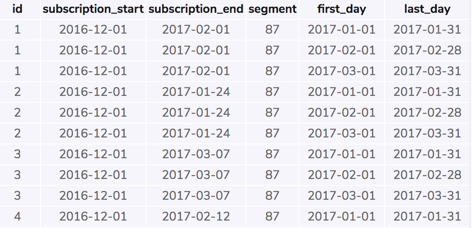 id subscription_start subscription_end segment first_day last_day
1 2016-12-01 2017-02-01 87 2017-01-01 2017-01-31
1 2016-12-01 2017-02-01 87 2017-02-01 2017-02-28
1 2016-12-01 2017-02-01 87 2017-03-01 2017-03-31
2 2016-12-01 2017-01-24 87 2017-01-01 2017-01-31
2 2016-12-01 2017-01-24 87 2017-02-01 2017-02-28
2 2016-12-01 2017-01-24 87 2017-03-01 2017-03-31
3 2016-12-01 2017-03-07 87 2017-01-01 2017-01-31
3 2016-12-01 2017-03-07 87 2017-02-01 2017-02-28
3 2016-12-01 2017-03-07 87 2017-03-01 2017-03-31
4 2016-12-01 2017-02-12 87 2017-01-01 2017-01-31